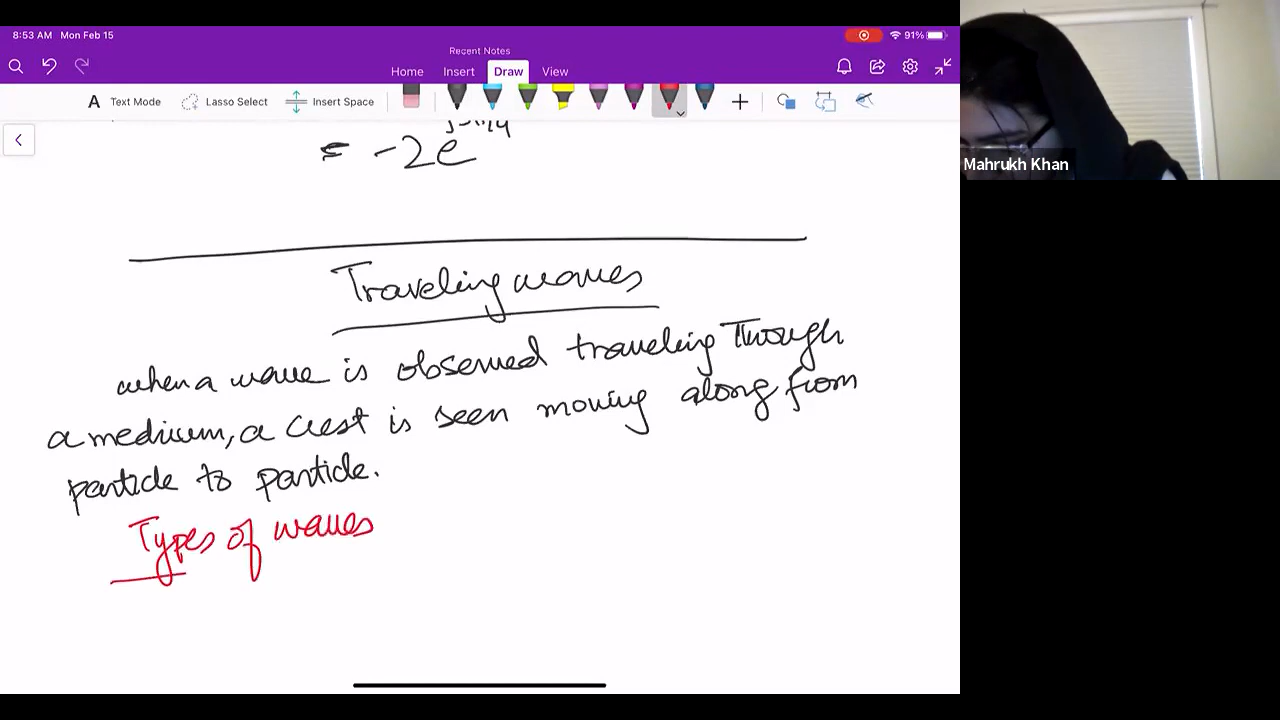 8:53 AM Mon Feb 15
91%
Recent Notes
Home Insert Draw View
Text Mode Lasso Select Insert Space
= -2e
Traveling waves
when a wave is observed traveling Through
a medium, a crest is seen moving along from
particle to particle.
Types of waves
Mahrukh Khan